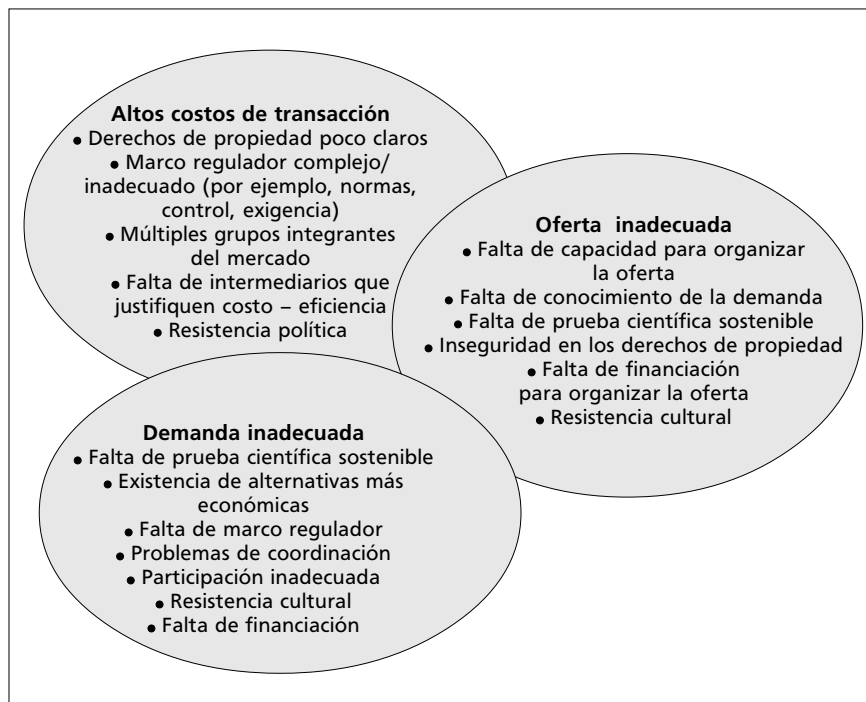 Altos costos de transacción
● Derechos de propiedad poco claros
● Marco regulador complejo/
inadecuado (por ejemplo, normas,
control, exigencia)
● Múltiples grupos integrantes
del mercado
● Falta de intermediarios que
justifiquen costo – eficiencia
● Resistencia política
Oferta inadecuada
● Falta de capacidad para organizar
la oferta
● Falta de conocimiento de la demanda
● Falta de prueba científica sostenible
● Inseguridad en los derechos de propiedad
● Falta de financiación
para organizar la oferta
● Resistencia cultural
Demanda inadecuada
● Falta de prueba científica sostenible
● Existencia de alternativas más
económicas
● Falta de marco regulador
● Problemas de coordinación
● Participación inadecuada
● Resistencia cultural
● Falta de financiación